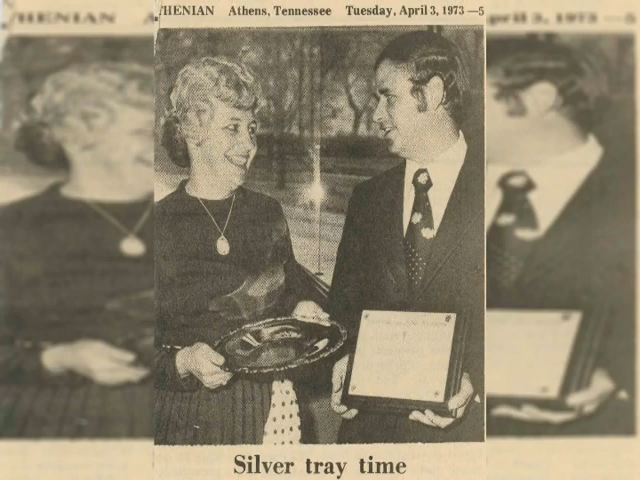 /HENIAN Athens, Tennessee Tuesday, April 3, 1973 —5
Silver tray time